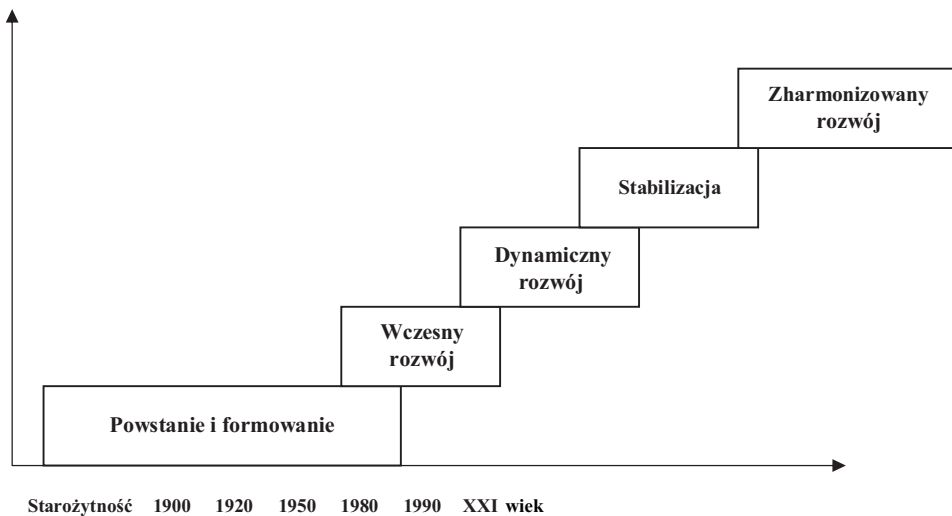 Zharmonizowany
rozwój
Stabilizacja
Dynamiczny
rozwój
Wczesny
rozwój
Powstanie i formowanie
Starożytność 1900 1920 1950 1980 1990 XXI wiek